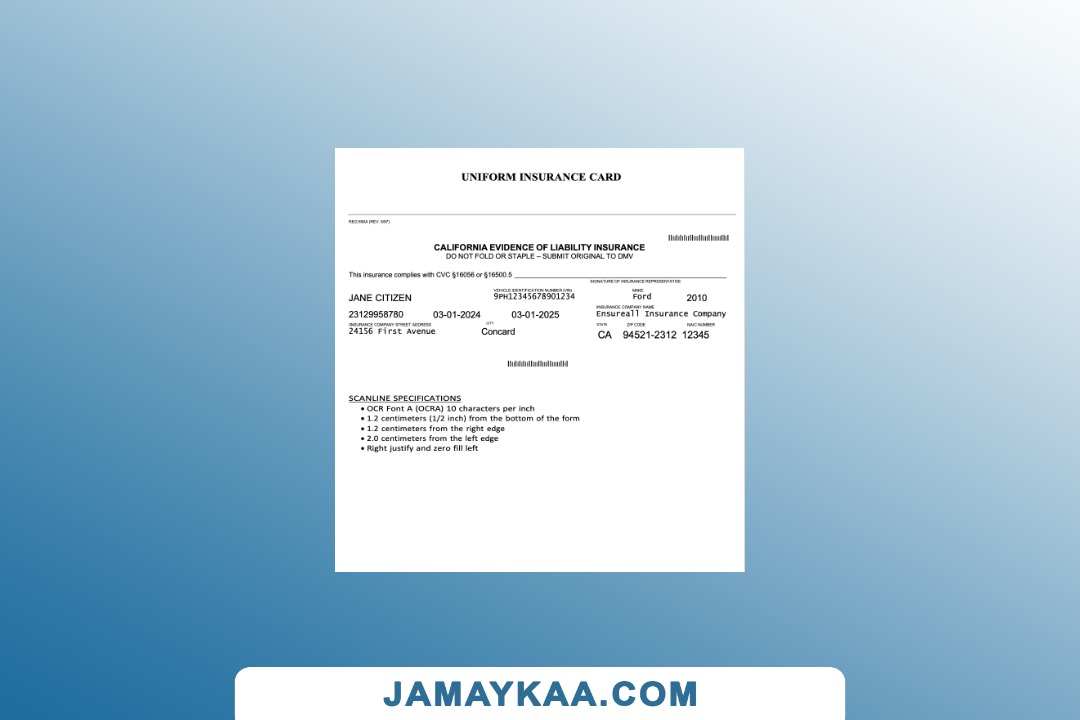 UNIFORM INSURANCE CARD
REG 890A (REV. 5/97)
CALIFORNIA EVIDENCE OF LIABILITY INSURANCE
DO NOT FOLD OR STAPLE – SUBMIT ORIGINAL TO DMV
This insurance complies with CVC §16056 or §16500.5
SIGNATURE OF INSURANCE REPRESENTATIVE
VEHICLE IDENTIFICATION NUMBER (VIN) MAKE
JANE CITIZEN 9PH12345678901234 Ford 2010
INSURANCE COMPANY NAME
23129958780 03-01-2024 03-01-2025 Ensureall Insurance Company
INSURANCE COMPANY STREET ADDRESS CITY STATE ZIP CODE NAIC NUMBER
24156 First Avenue Concard CA 94521-2312 12345
SCANLINE SPECIFICATIONS
• OCR Font A (OCRA) 10 characters per inch
• 1.2 centimeters (1/2 inch) from the bottom of the form
• 1.2 centimeters from the right edge
• 2.0 centimeters from the left edge
• Right justify and zero fill left
JAMAYKAA.COM